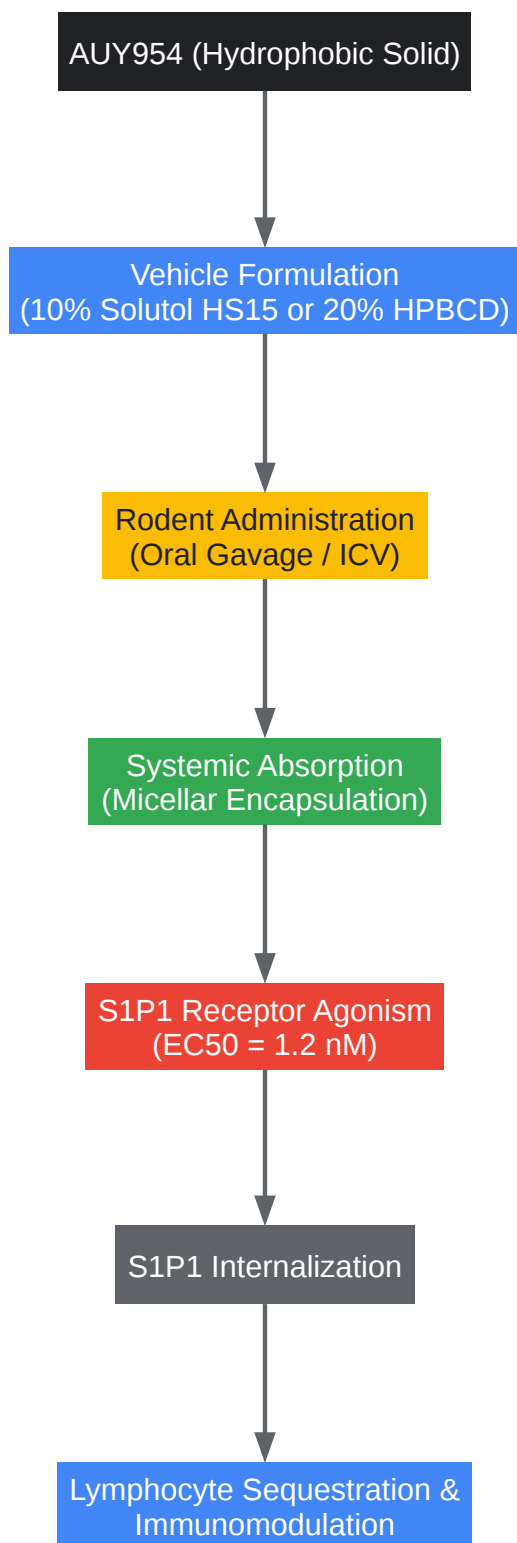 AUY954 (Hydrophobic Solid)
Vehicle Formulation
(10% Solutol HS15 or 20% HPBCD)
Rodent Administration
(Oral Gavage / ICV)
Systemic Absorption
(Micellar Encapsulation)
S1P1 Receptor Agonism
(EC50 = 1.2 nM)
S1P1 Internalization
Lymphocyte Sequestration &
Immunomodulation